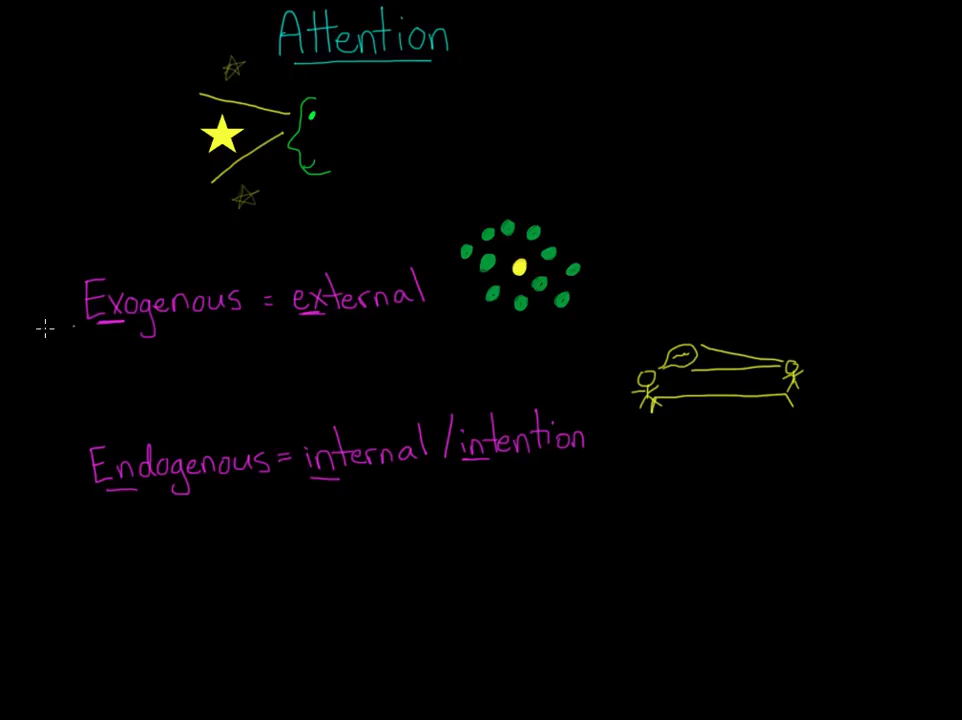 Attention
Exogenous = external
Endogenous = internal / intention